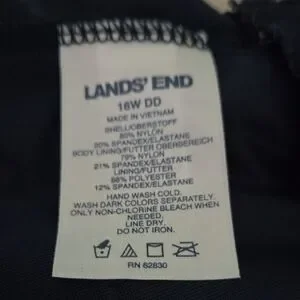 LANDS' END
16W DD
MADE IN VIETNAM
SHELL/OBERSTOFF
80% NYLON
20% SPANDEX/ELASTANE
BODY LINING/FUTTER OBERKÖRPER
79% NYLON
21% SPANDEX/ELASTANE
LINING/FUTTER
88% POLYESTER
12% SPANDEX/ELASTANE
HAND WASH COLD.
WASH DARK COLORS SEPARATELY.
ONLY NON-CHLORINE BLEACH WHEN
NEEDED.
LINE DRY.
DO NOT IRON.
RN 62830